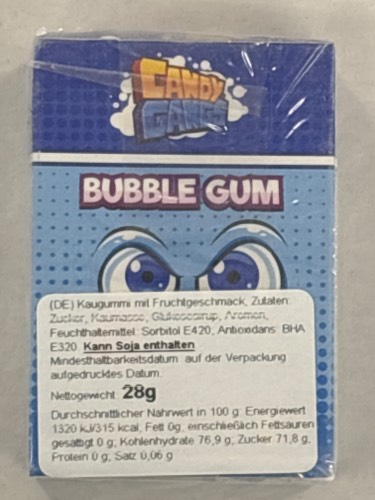 CANDY
GANG
BUBBLE GUM
(DE) Kaugummi mit Fruchtgeschmack, Zutaten:
Zucker, Kaumasse, Glukosesirup, Aromen,
Feuchthaltemittel: Sorbitol E420, Antioxidans: BHA
E320. Kann Soja enthalten
Mindesthaltbarkeitsdatum: auf der Verpackung
aufgedrucktes Datum.
Nettogewicht: 28g
Durchschnittlicher Nährwert in 100 g: Energiewert
1320 kJ/315 kcal, Fett 0g, einschließlich Fettsäuren
gesättigt 0 g; Kohlenhydrate 76,9 g; Zucker 71,8 g,
Protein 0 g; Salz 0,06 g